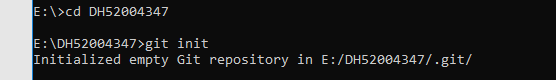 E:\>cd DH52004347
E:\DH52004347>git init
Initialized empty Git repository in E:/DH52004347/.git/